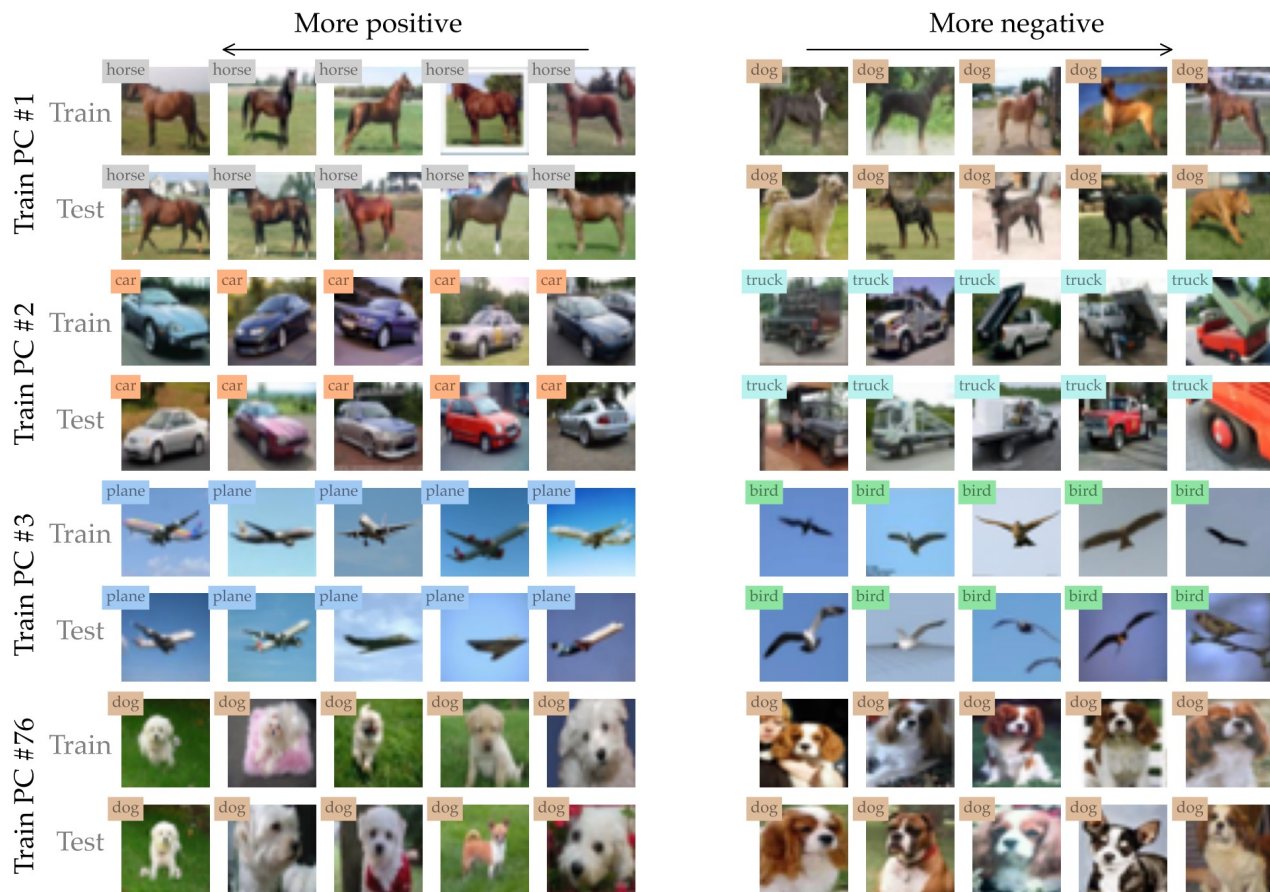 More positive
More negative
Train PC #1
Train
horse horse horse horse horse
dog dog dog dog dog
Test
horse horse horse horse horse
dog dog dog dog dog
Train PC #2
Train
car car car car car
truck truck truck truck truck
Test
car car car car car
truck truck truck truck truck
Train PC #3
Train
plane plane plane plane plane
bird bird bird bird bird
Test
plane plane plane plane plane
bird bird bird bird bird
Train PC #76
Train
dog dog dog dog dog
dog dog dog dog dog
Test
dog dog dog dog dog
dog dog dog dog dog